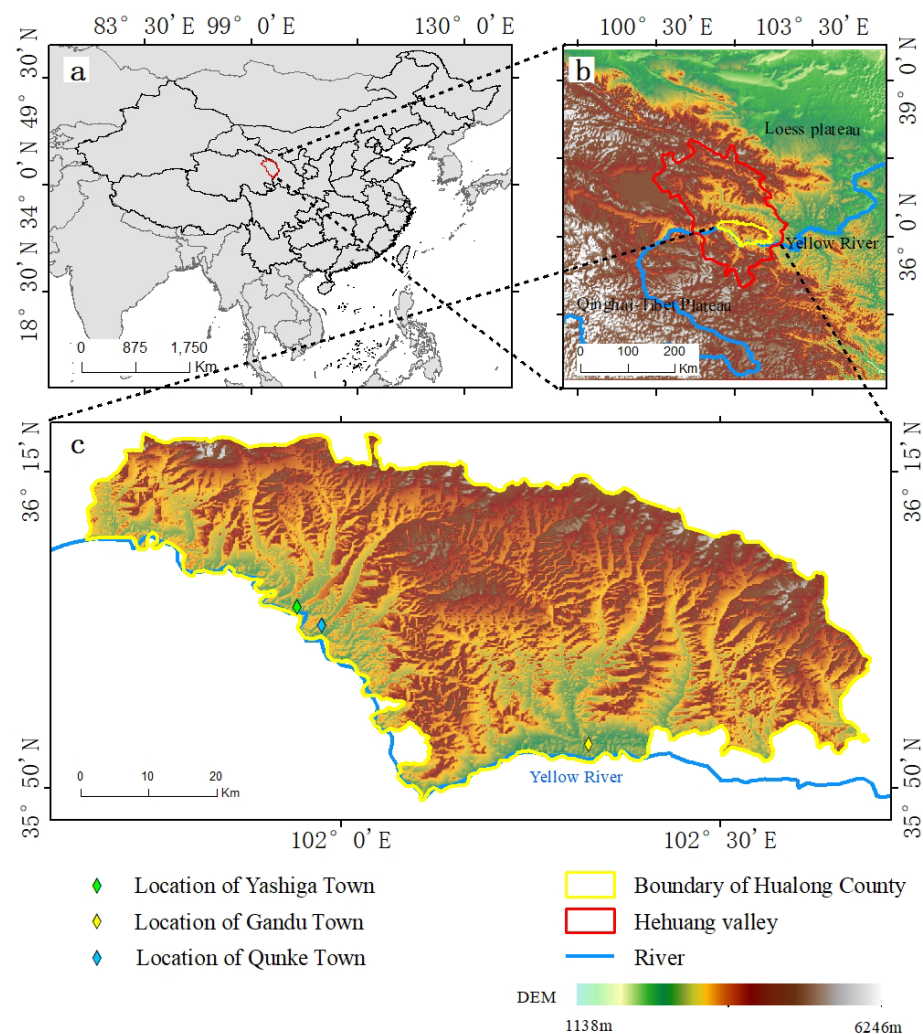 83° 30′ E 99° 0′ E 130° 0′ E
100° 30′ E 103° 30′ E
49° 30′ N
34° 0′ N
18° 30′ N
a
0 875 1,750
Km
b
Loess plateau
Yellow River
Qinghai-Tibet Plateau
0 100 200
Km
39° 0′ N
36° 0′ N
c
36° 15′ N
35° 50′ N
36° 15′ N
35° 50′ N
0 10 20
Km
Yellow River
102° 0′ E 102° 30′ E
Location of Yashiga Town
Location of Gandu Town
Location of Qunke Town
Boundary of Hualong County
Hehuang valley
River
DEM
1138m 6246m